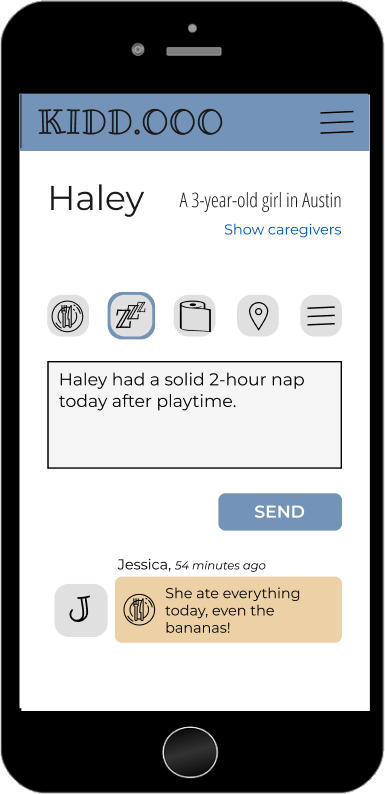 KIDD.OOO
Haley
A 3-year-old girl in Austin
Show caregivers
ZZZ
Haley had a solid 2-hour nap
today after playtime.
SEND
Jessica, 54 minutes ago
J
She ate everything
today, even the
bananas!